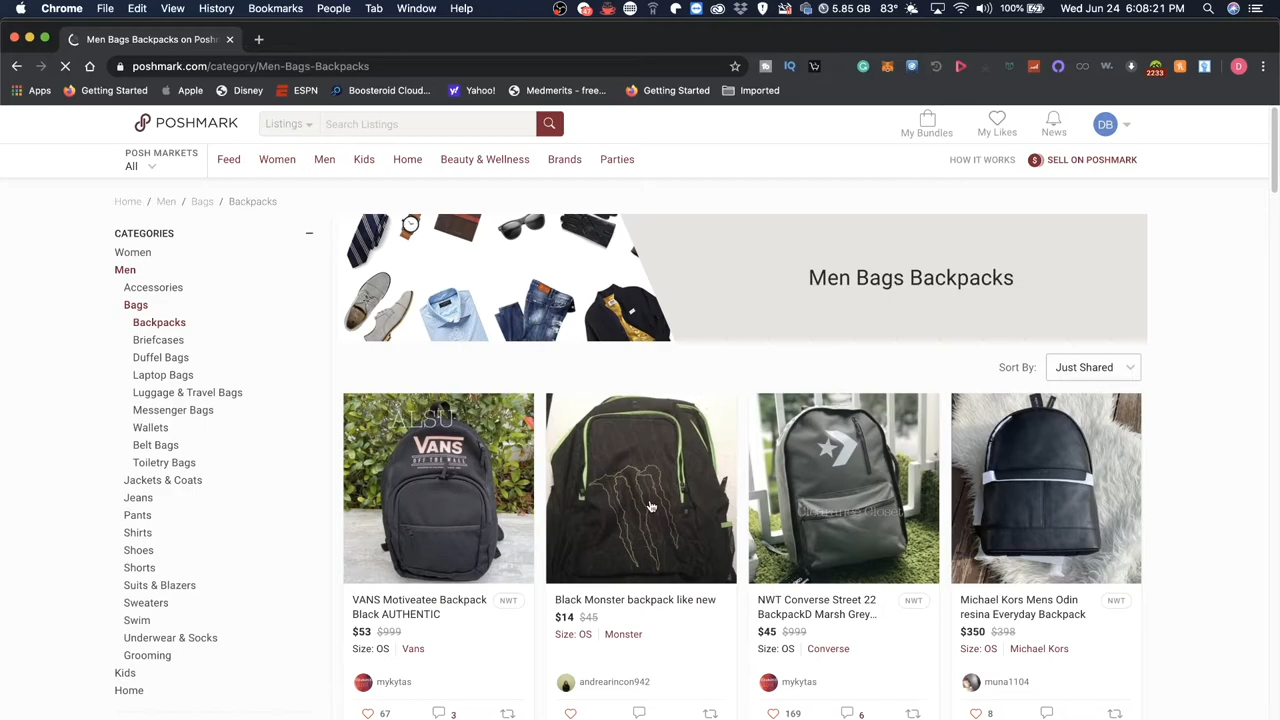 Chrome File Edit View History Bookmarks People Tab Window Help 5.85 GB 83° 100% Wed Jun 24 6:08:21 PM
Men Bags Backpacks on Posh
poshmark.com/category/Men-Bags-Backpacks 2233 D
Apps Getting Started Apple Disney ESPN Boosteroid Cloud... Yahoo! Medmerits - free... Getting Started Imported
POSHMARK Listings Search Listings My Bundles My Likes News DB
POSH MARKETS
All
Feed Women Men Kids Home Beauty & Wellness Brands Parties HOW IT WORKS $ SELL ON POSHMARK
Home / Men / Bags / Backpacks
CATEGORIES
Women
Men
Accessories
Bags
Backpacks
Briefcases
Duffel Bags
Laptop Bags
Luggage & Travel Bags
Messenger Bags
Wallets
Belt Bags
Toiletry Bags
Jackets & Coats
Jeans
Pants
Shirts
Shoes
Shorts
Suits & Blazers
Sweaters
Swim
Underwear & Socks
Grooming
Kids
Home
Men Bags Backpacks
Sort By: Just Shared
ALSU
VANS
OFF THE WALL
VANS Motiveatee Backpack
Black AUTHENTIC
NWT
$53 $999
Size: OS Vans
mykytas
67 3
Black Monster backpack like new
$14 $45
Size: OS Monster
andrearincon942
Clearance Closet
NWT Converse Street 22
BackpackD Marsh Grey...
NWT
$45 $999
Size: OS Converse
mykytas
169 6
Michael Kors Mens Odin
resina Everyday Backpack
NWT
$350 $398
Size: OS Michael Kors
muna1104
8